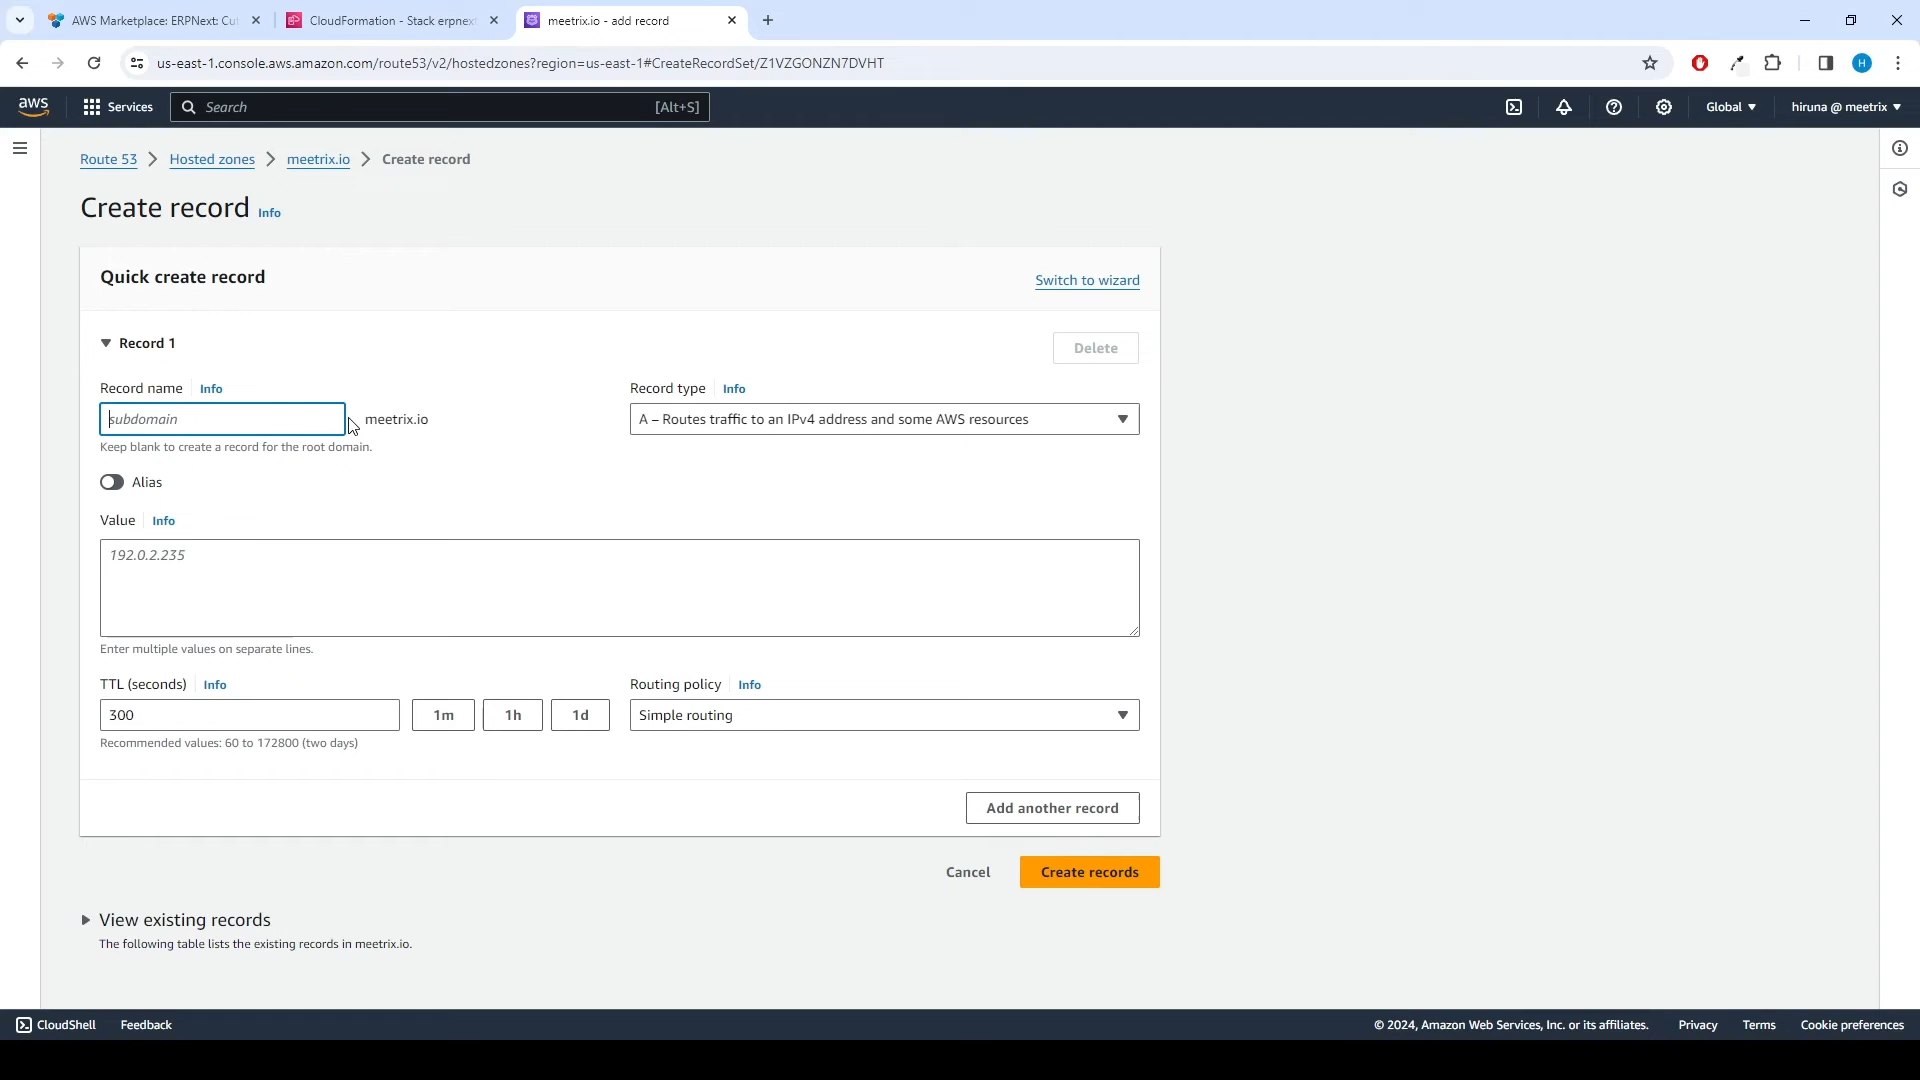 AWS Marketplace: ERPNext: Cu
CloudFormation - Stack erpnex
meetrix.io - add record
us-east-1.console.aws.amazon.com/route53/v2/hostedzones?region=us-east-1#CreateRecordSet/Z1VZGONZN7DVHT
H
aws
Services
Search
[Alt+S]
Global
hiruna @ meetrix
Route 53
Hosted zones
meetrix.io
Create record
Create record
Info
Quick create record
Switch to wizard
Record 1
Delete
Record name
Info
Record type
Info
subdomain
meetrix.io
A – Routes traffic to an IPv4 address and some AWS resources
Keep blank to create a record for the root domain.
Alias
Value
Info
192.0.2.235
Enter multiple values on separate lines.
TTL (seconds)
Info
Routing policy
Info
300
1m
1h
1d
Simple routing
Recommended values: 60 to 172800 (two days)
Add another record
Cancel
Create records
View existing records
The following table lists the existing records in meetrix.io.
CloudShell
Feedback
© 2024, Amazon Web Services, Inc. or its affiliates.
Privacy
Terms
Cookie preferences